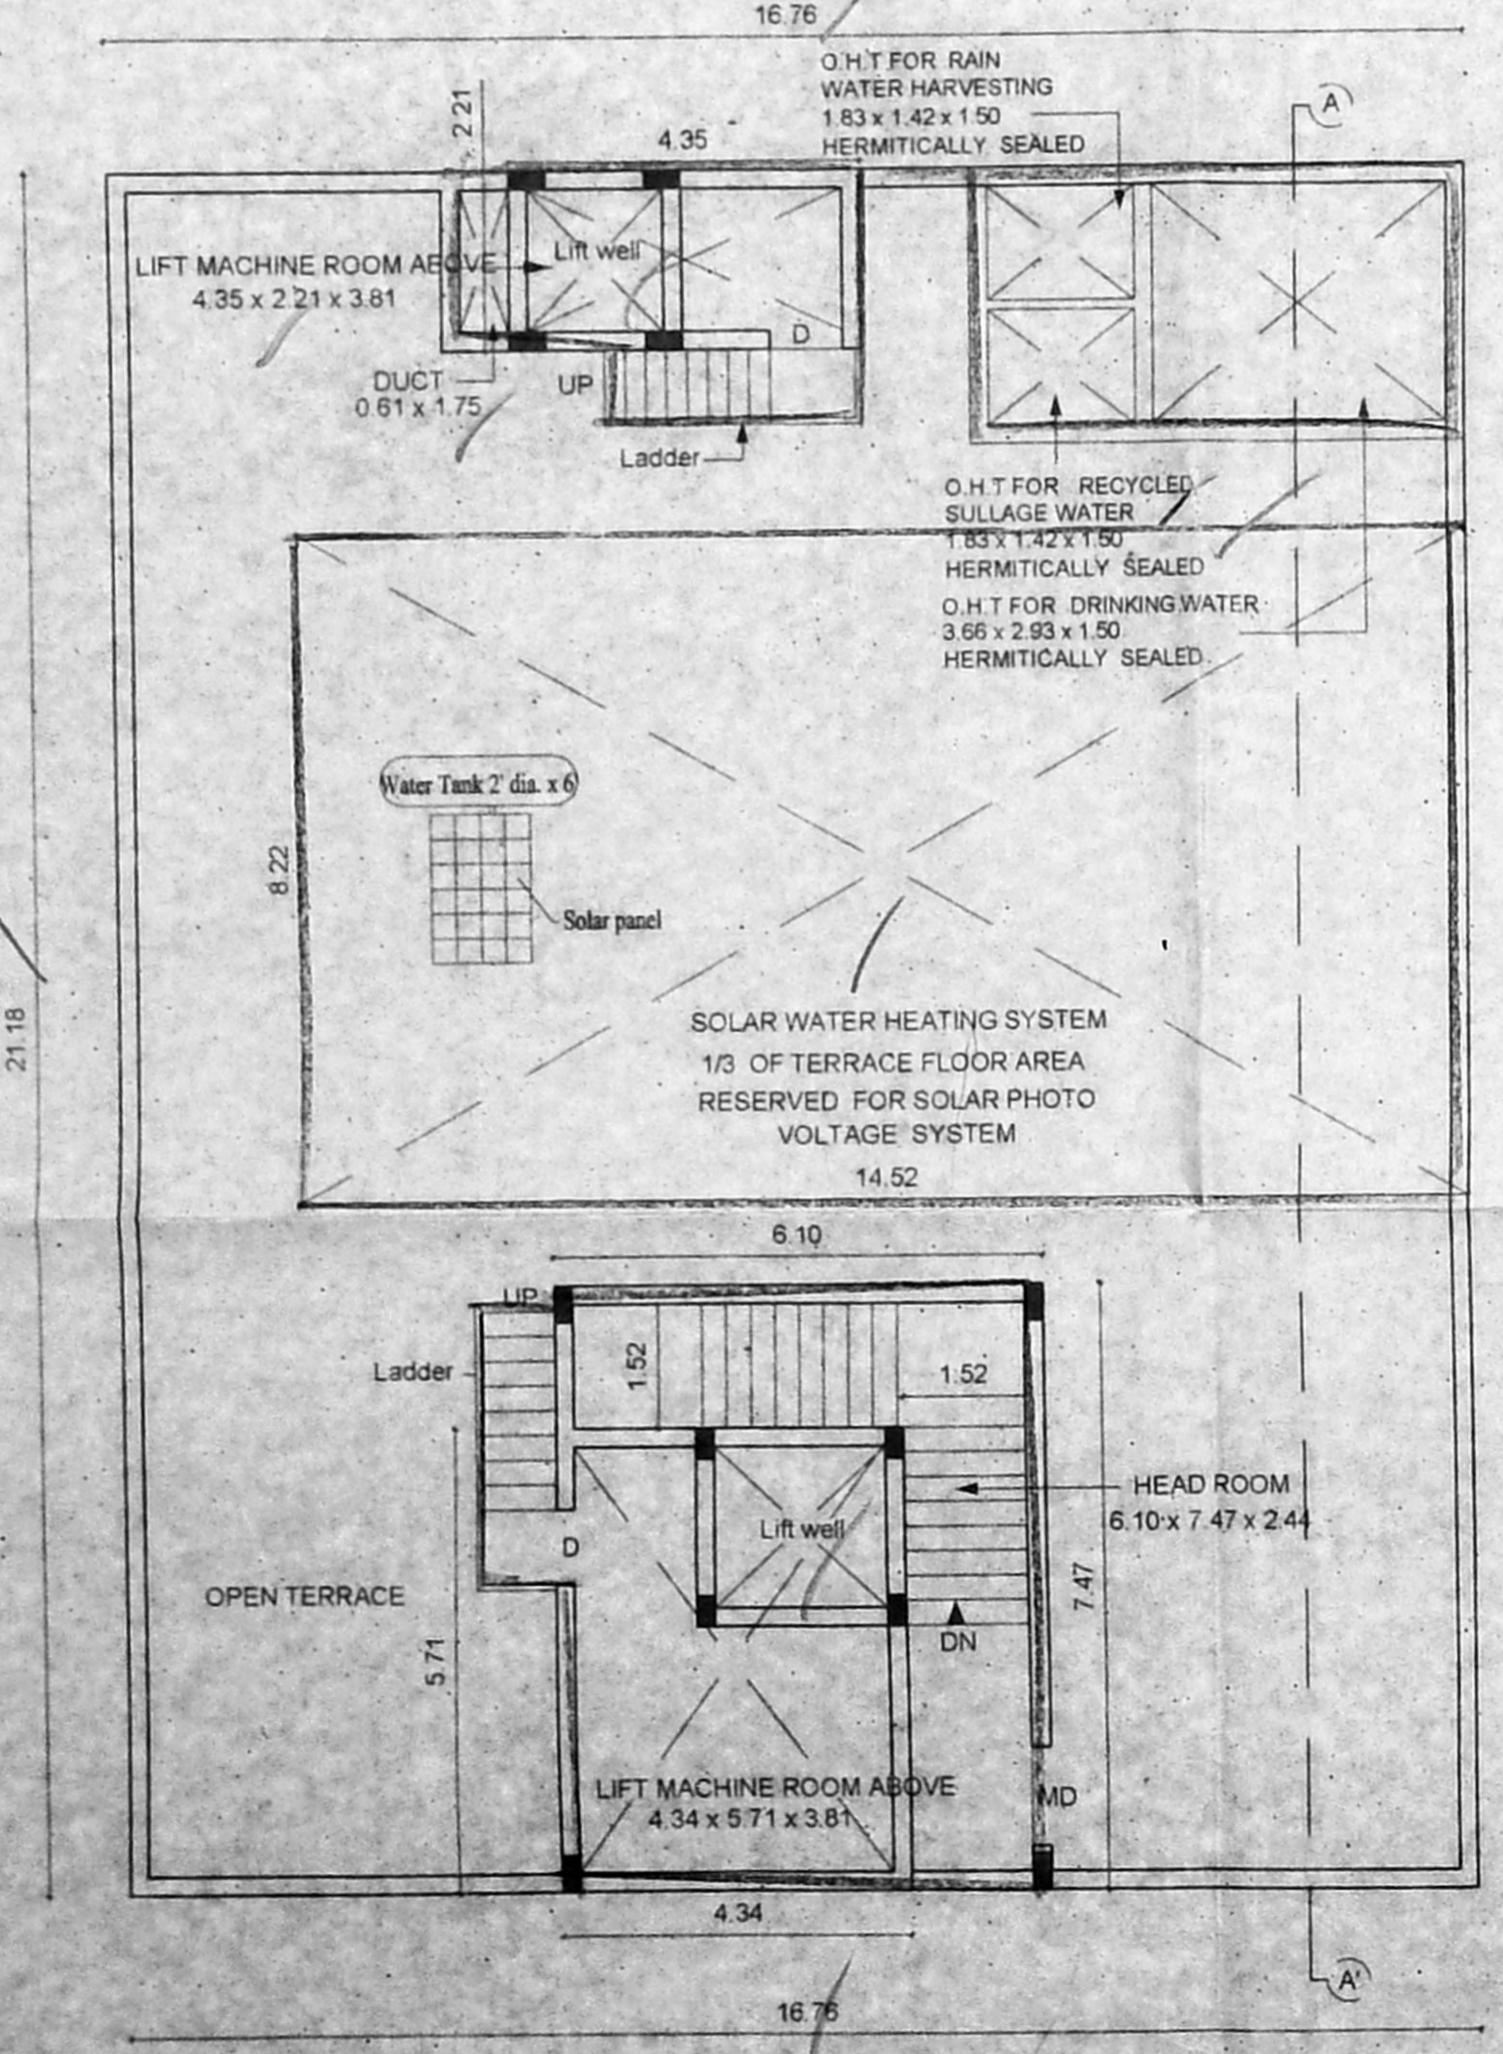 16.76
O.H.T FOR RAIN
WATER HARVESTING
1.83 x 1.42 x 1.50
HERMITICALLY SEALED
A
2.21
4.35
LIFT MACHINE ROOM ABOVE
4.35 x 2.21 x 3.81
Lift well
D
DUCT
0.61 x 1.75
UP
Ladder
O.H.T FOR RECYCLED
SULLAGE WATER
1.83 x 1.42 x 1.50
HERMITICALLY SEALED
O.H.T FOR DRINKING WATER
3.66 x 2.93 x 1.50
HERMITICALLY SEALED
Water Tank 2' dia. x 6'
8.22
Solar panel
21.18
SOLAR WATER HEATING SYSTEM
1/3 OF TERRACE FLOOR AREA
RESERVED FOR SOLAR PHOTO
VOLTAGE SYSTEM
14.52
6.10
UP
Ladder
1.52
1.52
HEAD ROOM
6.10 x 7.47 x 2.44
Lift well
D
OPEN TERRACE
7.47
5.71
DN
LIFT MACHINE ROOM ABOVE
4.34 x 5.71 x 3.81
MD
4.34
A'
16.76